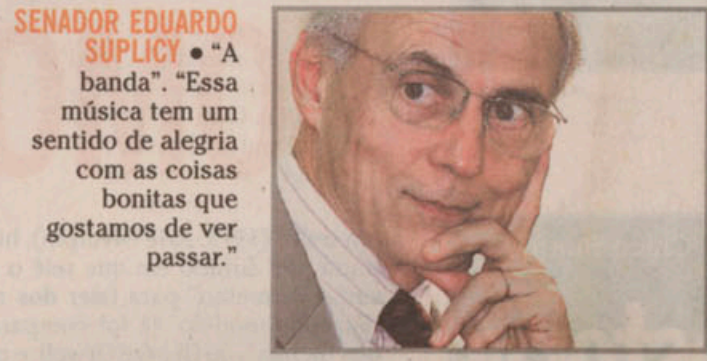 SENADOR EDUARDO
SUPLICY ● “A
banda”. “Essa
música tem um
sentido de alegria
com as coisas
bonitas que
gostamos de ver
passar.”